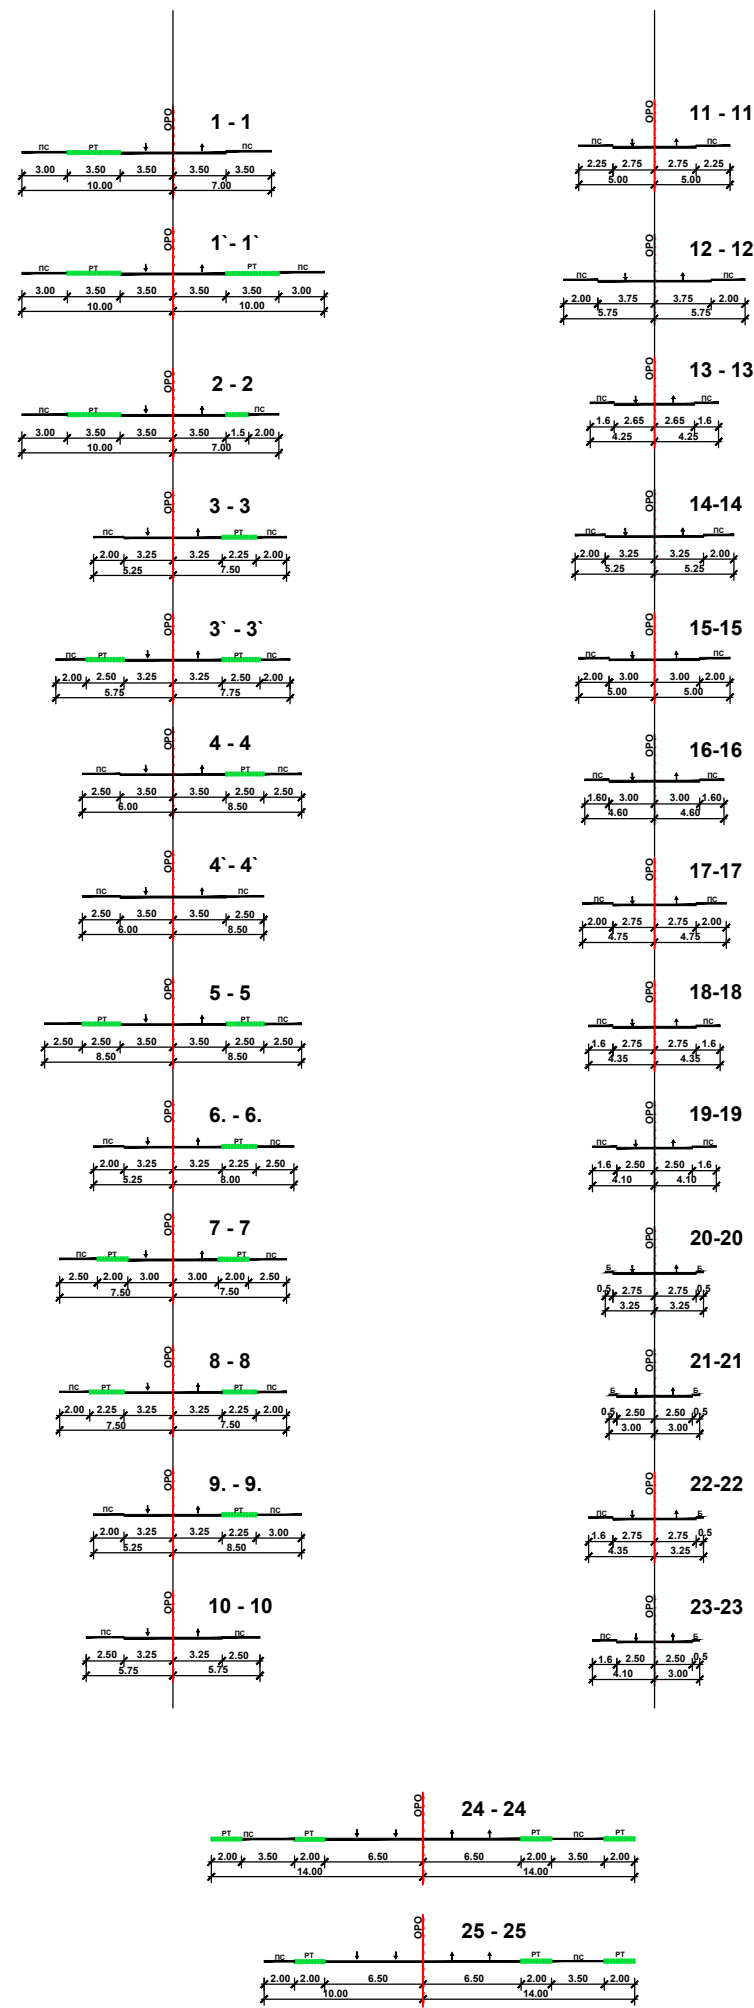 ОРО
1 - 1
ПС РТ ПС
3.00 3.50 3.50 3.50 3.50
10.00 7.00
ОРО
1` - 1`
ПС РТ РТ ПС
3.00 3.50 3.50 3.50 3.50 3.00
10.00 10.00
ОРО
2 - 2
ПС РТ ПС
3.00 3.50 3.50 3.50 1.5 2.00
10.00 7.00
ОРО
3 - 3
ПС РТ ПС
2.00 3.25 3.25 2.25 2.00
5.25 7.50
ОРО
3` - 3`
ПС РТ РТ ПС
2.00 2.50 3.25 3.25 2.50 2.00
5.75 7.75
ОРО
4 - 4
ПС РТ ПС
2.50 3.50 3.50 2.50 2.50
6.00 8.50
ОРО
4` - 4`
ПС ПС
2.50 3.50 3.50 2.50
6.00 8.50
ОРО
5 - 5
РТ РТ ПС
2.50 2.50 3.50 3.50 2.50 2.50
8.50 8.50
ОРО
6. - 6.
ПС РТ ПС
2.00 3.25 3.25 2.25 2.50
5.25 8.00
ОРО
7 - 7
ПС РТ РТ ПС
2.50 2.00 3.00 3.00 2.00 2.50
7.50 7.50
ОРО
8 - 8
ПС РТ РТ ПС
2.00 2.25 3.25 3.25 2.25 2.00
7.50 7.50
ОРО
9. - 9.
ПС РТ ПС
2.00 3.25 3.25 2.25 3.00
5.25 8.50
ОРО
10 - 10
ПС ПС
2.50 3.25 3.25 2.50
5.75 5.75
ОРО
11 - 11
ПС ПС
2.25 2.75 2.75 2.25
5.00 5.00
ОРО
12 - 12
ПС ПС
2.00 3.75 3.75 2.00
5.75 5.75
ОРО
13 - 13
ПС ПС
1.6 2.65 2.65 1.6
4.25 4.25
ОРО
14-14
ПС ПС
2.00 3.25 3.25 2.00
5.25 5.25
ОРО
15-15
ПС ПС
2.00 3.00 3.00 2.00
5.00 5.00
ОРО
16-16
ПС ПС
1.60 3.00 3.00 1.60
4.60 4.60
ОРО
17-17
ПС ПС
2.00 2.75 2.75 2.00
4.75 4.75
ОРО
18-18
ПС ПС
1.6 2.75 2.75 1.6
4.35 4.35
ОРО
19-19
ПС ПС
1.6 2.50 2.50 1.6
4.10 4.10
ОРО
20-20
Б Б
0.5 2.75 2.75 0.5
3.25 3.25
ОРО
21-21
Б Б
0.5 2.50 2.50 0.5
3.00 3.00
ОРО
22-22
ПС Б
1.6 2.75 2.75 0.5
4.35 3.25
ОРО
23-23
ПС Б
1.6 2.50 2.50 0.5
4.10 3.00
ОРО
24 - 24
РТ ПС РТ РТ ПС РТ
2.00 3.50 2.00 6.50 6.50 2.00 3.50 2.00
14.00 14.00
ОРО
25 - 25
ПС РТ РТ ПС РТ
2.00 2.00 6.50 6.50 2.00 3.50 2.00
10.00 14.00